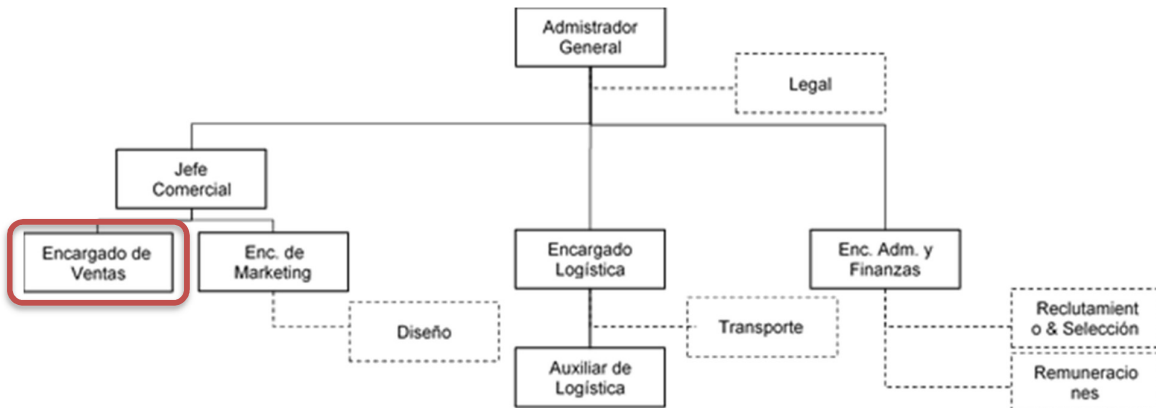 Admistrador
General
Legal
Jefe
Comercial
Encargado de
Ventas
Enc. de
Marketing
Encargado
Logística
Enc. Adm. y
Finanzas
Diseño
Transporte
Reclutamient
o & Selección
Auxiliar de
Logística
Remuneracio
nes